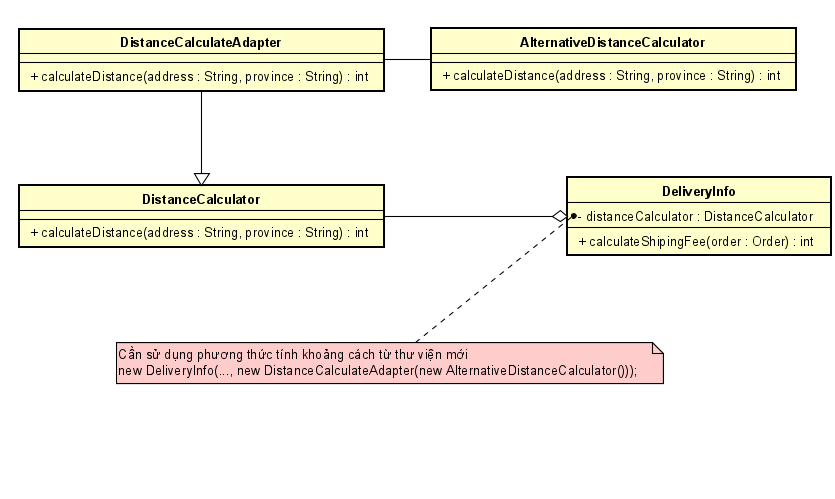 DistanceCalculateAdapter
+ calculateDistance(address : String, province : String) : int
AlternativeDistanceCalculator
+ calculateDistance(address : String, province : String) : int
DistanceCalculator
+ calculateDistance(address : String, province : String) : int
DeliveryInfo
- distanceCalculator : DistanceCalculator
+ calculateShipingFee(order : Order) : int
Cần sử dụng phương thức tính khoảng cách từ thư viện mới
new DeliveryInfo(..., new DistanceCalculateAdapter(new AlternativeDistanceCalculator()));